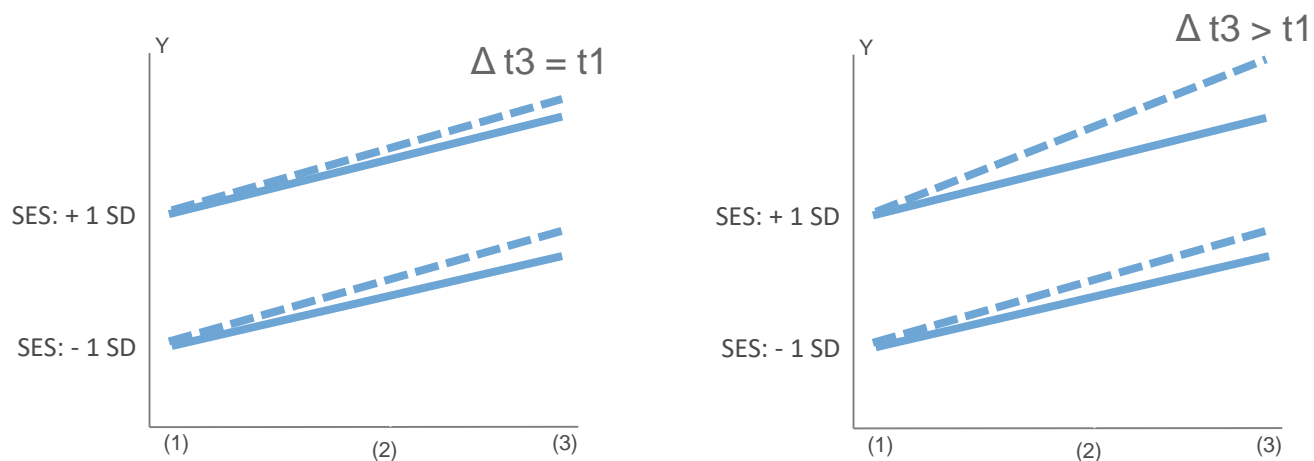 Y
Δ t3 = t1
SES: + 1 SD
SES: - 1 SD
(1)
(2)
(3)
Y
Δ t3 > t1
SES: + 1 SD
SES: - 1 SD
(1)
(2)
(3)